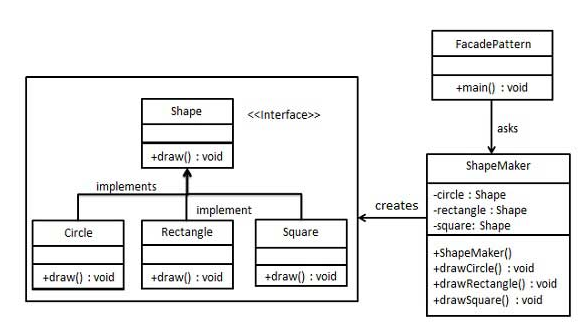 FacadePattern
+main() : void
asks
Shape
<<Interface>>
+draw() : void
implements
implement
Circle
+draw() : void
Rectangle
+draw() : void
Square
+draw() : void
creates
ShapeMaker
-circle : Shape
-rectangle : Shape
-square: Shape
+ShapeMaker()
+drawCircle() : void
+drawRectangle() : void
+drawSquare() : void